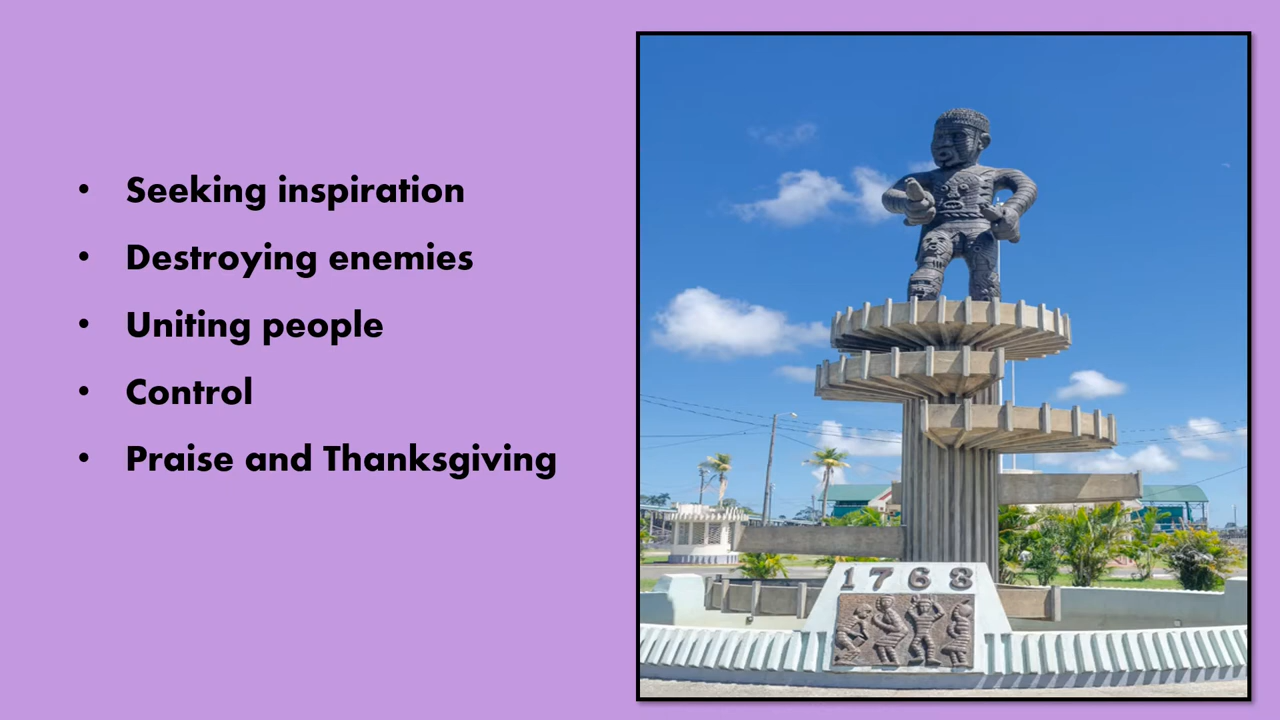 • Seeking inspiration
• Destroying enemies
• Uniting people
• Control
• Praise and Thanksgiving
1763